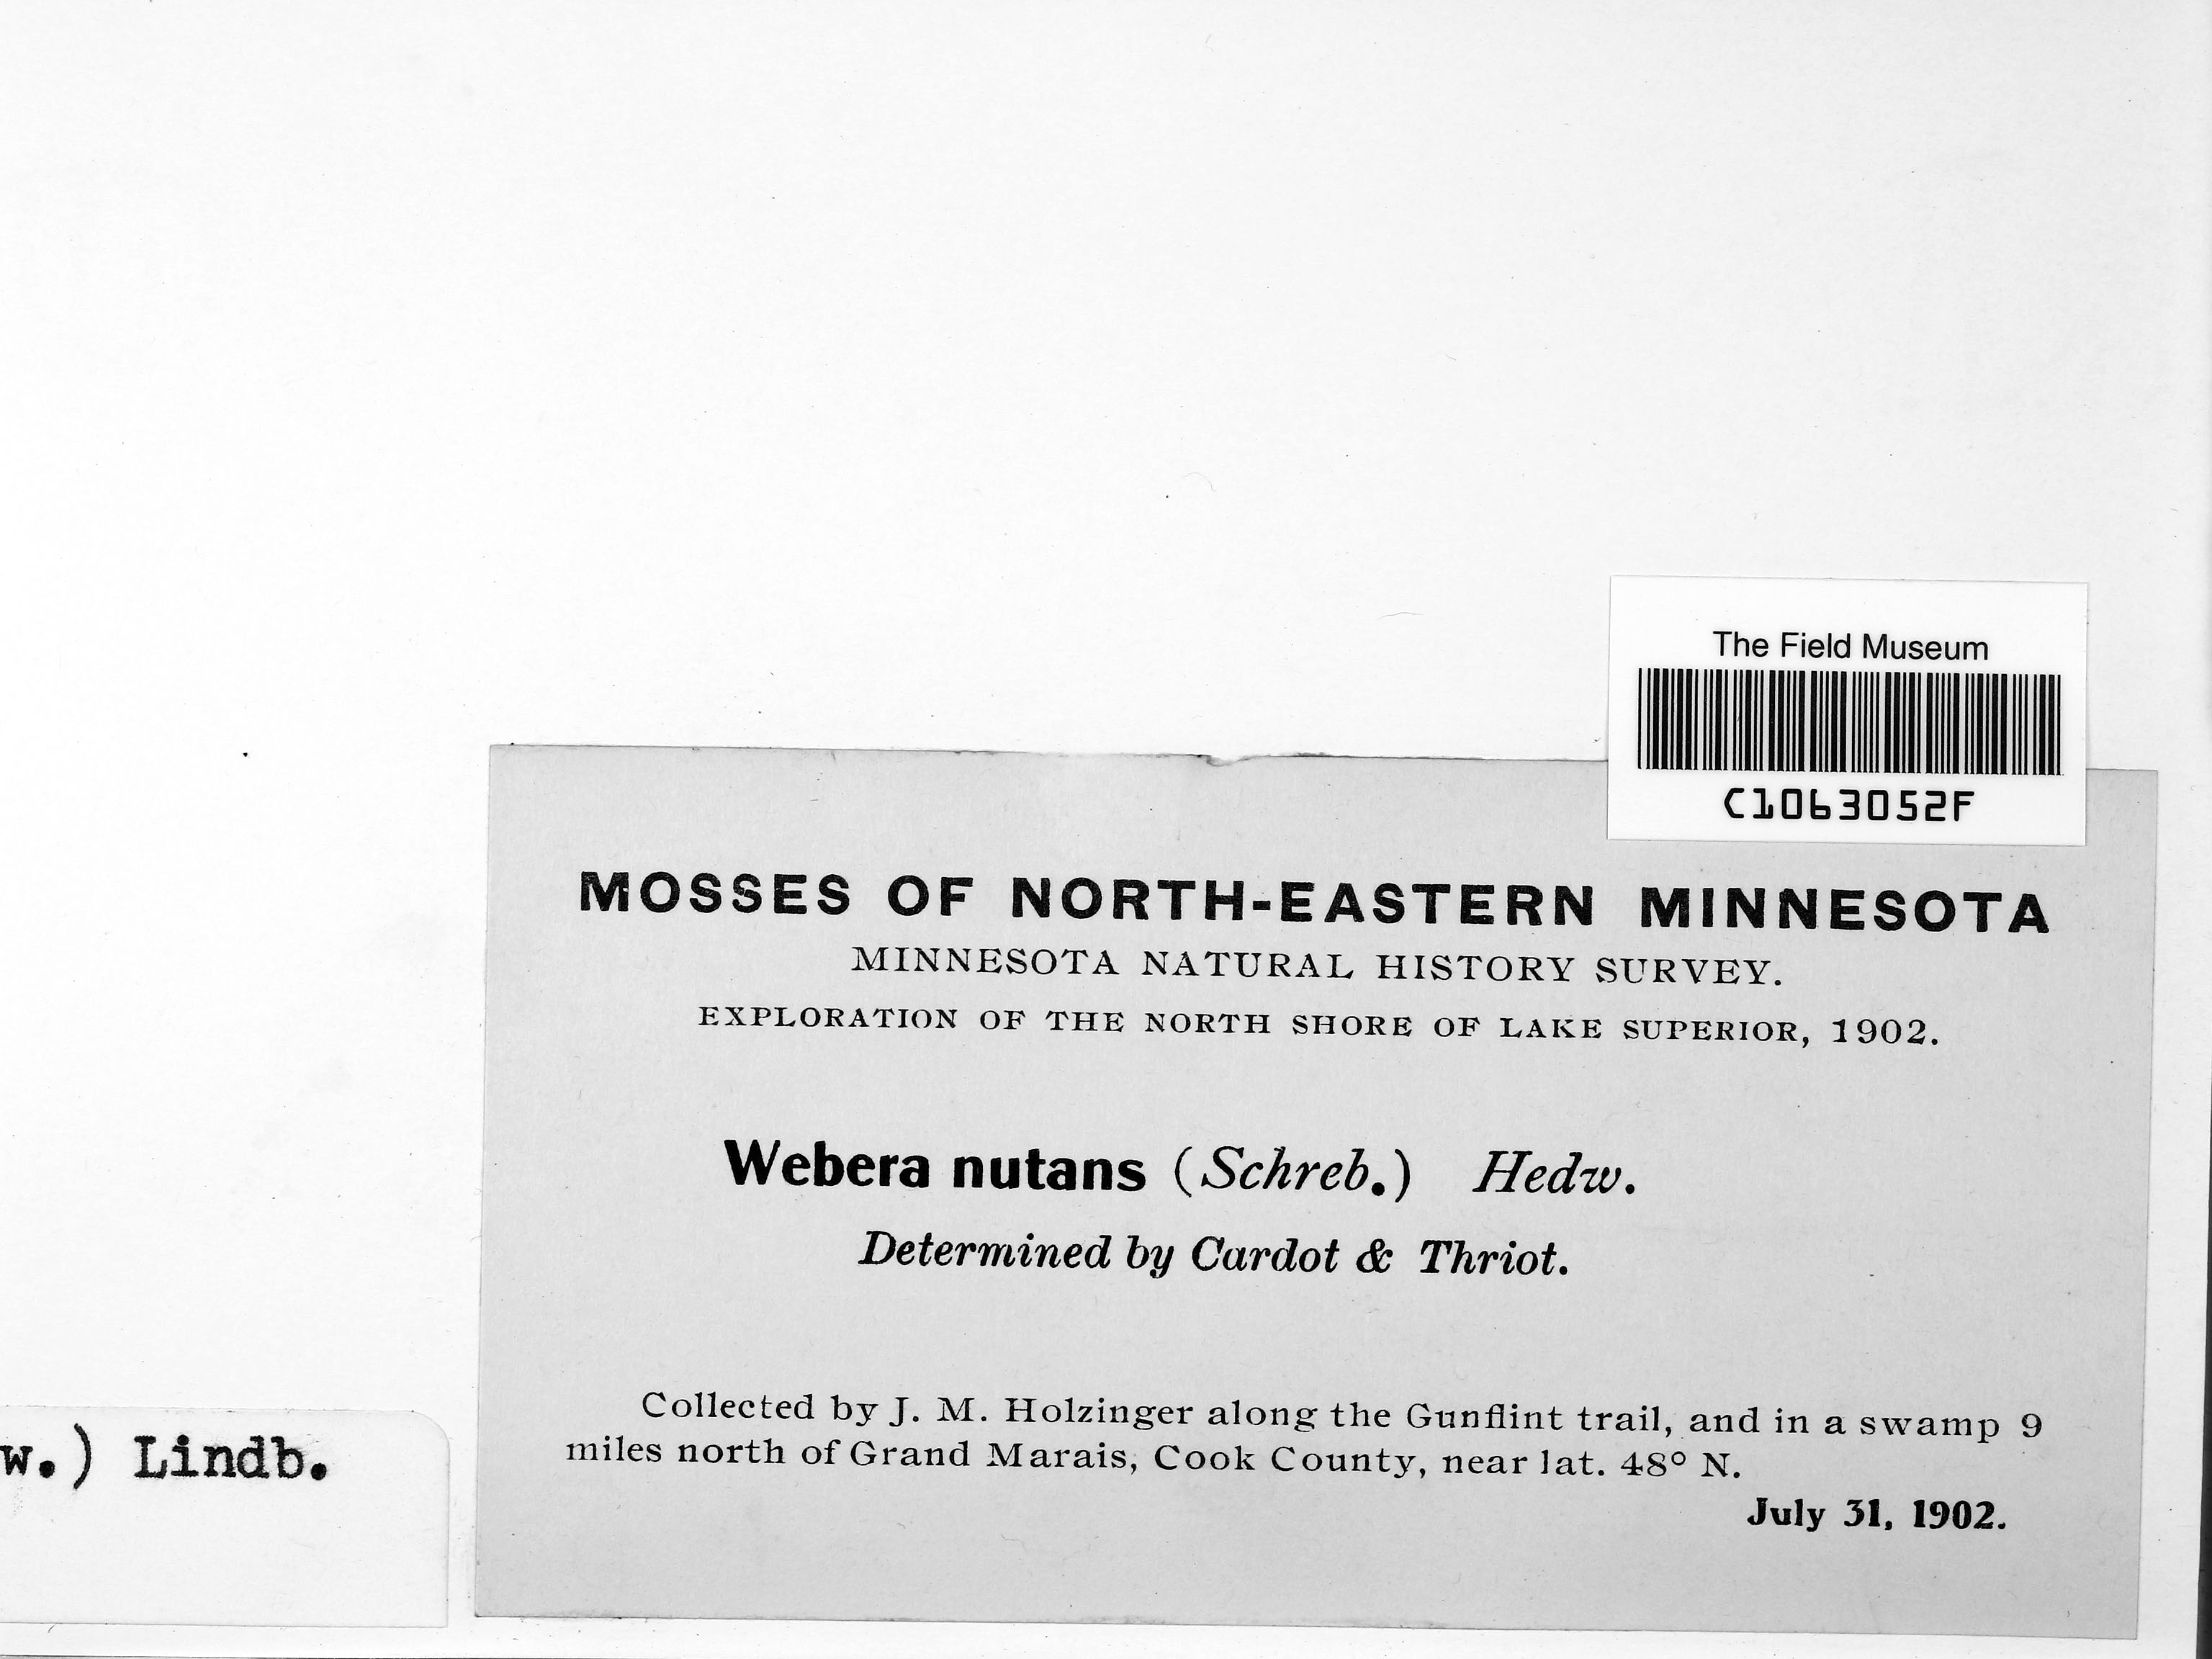 The Field Museum
C1063052F
MOSSES OF NORTH-EASTERN MINNESOTA
MINNESOTA NATURAL HISTORY SURVEY.
EXPLORATION OF THE NORTH SHORE OF LAKE SUPERIOR, 1902.
Webera nutans (Schreb.) Hedw.
Determined by Cardot & Thriot.
Collected by J. M. Holzinger along the Gunflint trail, and in a swamp 9
miles north of Grand Marais, Cook County, near lat. 48° N.
July 31, 1902.
w.) Lindb.